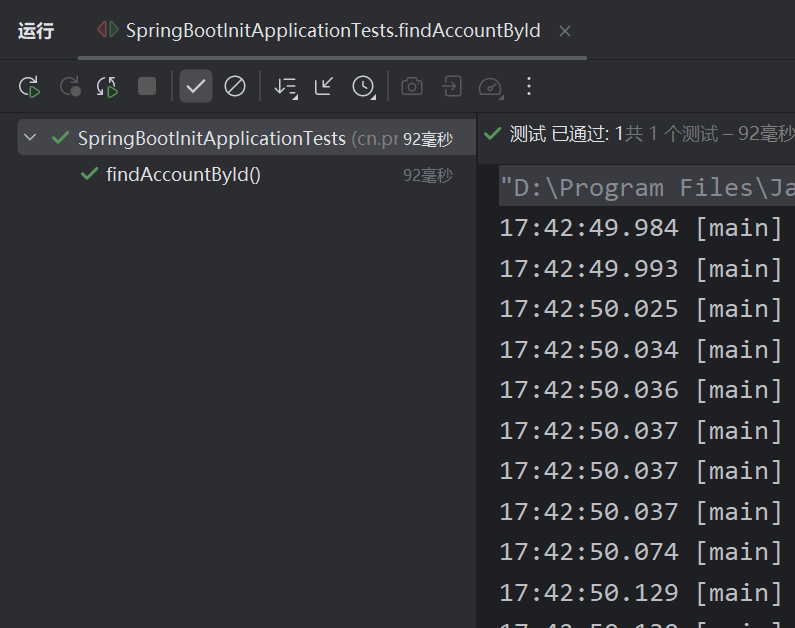 运行
SpringBootInitApplicationTests.findAccountById
SpringBootInitApplicationTests (cn.pr 92毫秒
findAccountById() 92毫秒
测试 已通过: 1共 1 个测试 – 92毫秒
"D:\Program Files\Ja
17:42:49.984 [main]
17:42:49.993 [main]
17:42:50.025 [main]
17:42:50.034 [main]
17:42:50.036 [main]
17:42:50.037 [main]
17:42:50.037 [main]
17:42:50.037 [main]
17:42:50.074 [main]
17:42:50.129 [main]